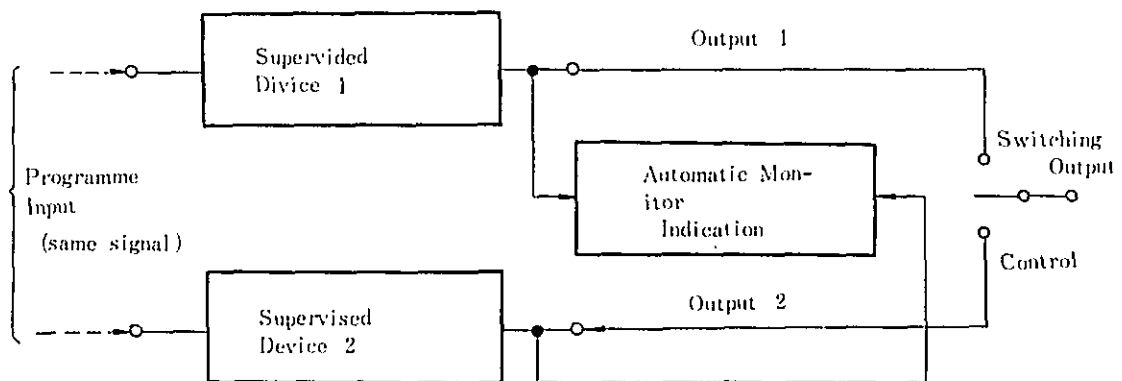 Output 1
Supervided
Divice 1
Switching
Output
Programme
Input
(same signal)
Automatic Mon-
itor
Indication
Control
Output 2
Supervised
Device 2